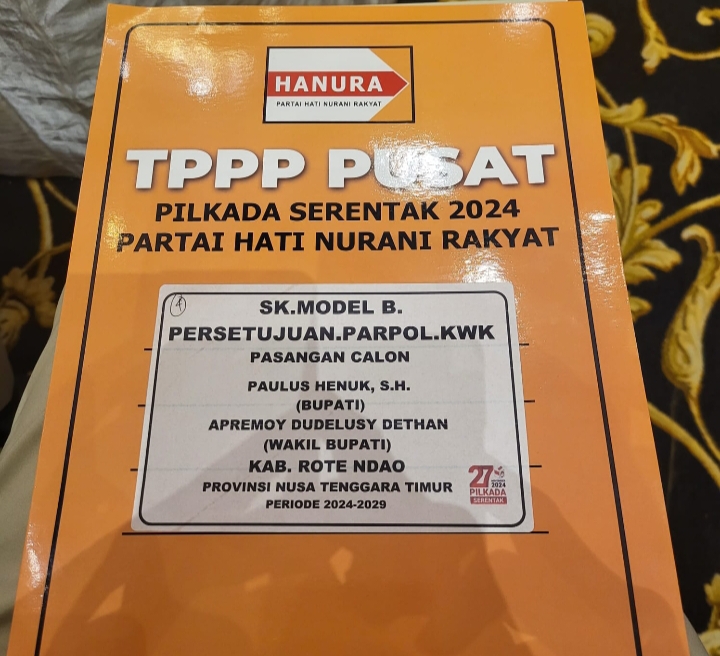 HANURA
PARTAI HATI NURANI RAKYAT
TPPP PUSAT
PILKADA SERENTAK 2024
PARTAI HATI NURANI RAKYAT
SK.MODEL B.
PERSETUJUAN.PARPOL.KWK
PASANGAN CALON
PAULUS HENUK, S.H.
(BUPATI)
APREMOY DUDELUSY DETHAN
(WAKIL BUPATI)
KAB. ROTE NDAO
PROVINSI NUSA TENGGARA TIMUR
PERIODE 2024-2029
27
2024
PILKADA
SERENTAK